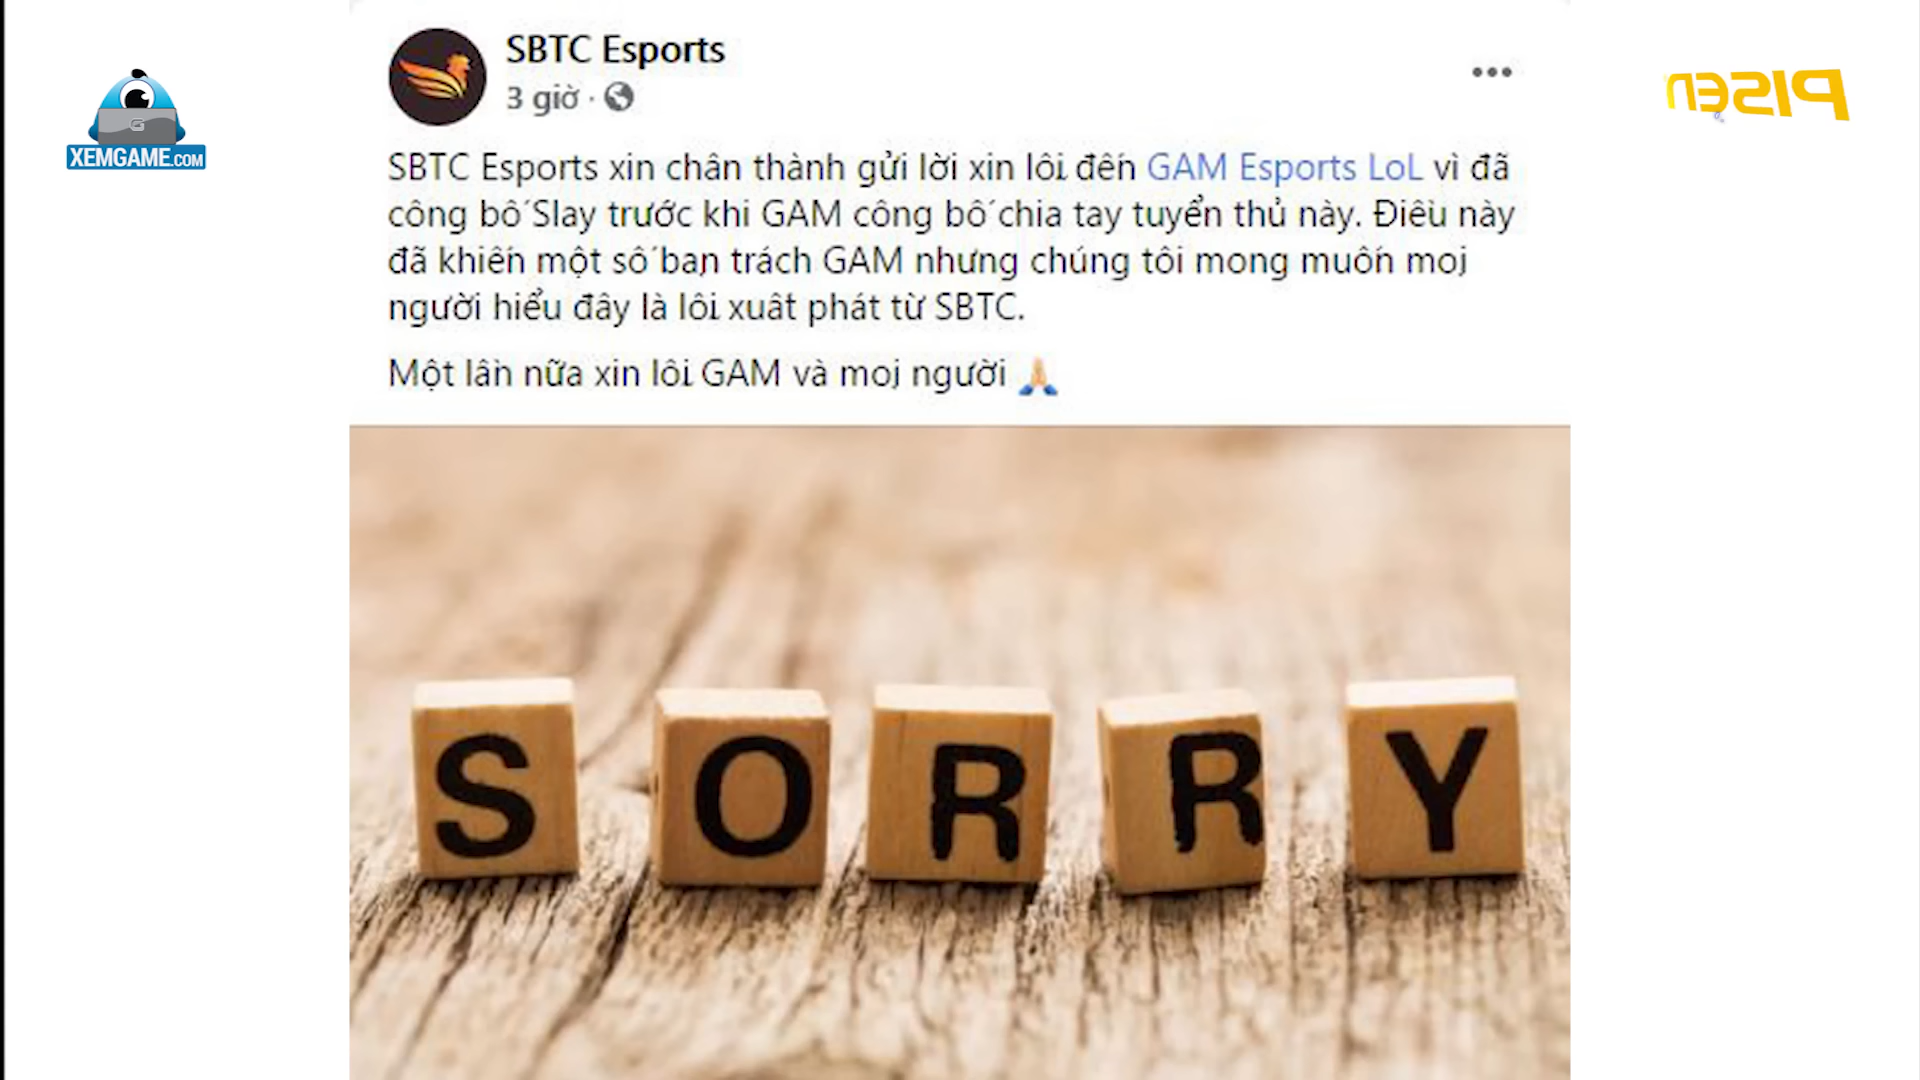 SBTC Esports
3 giờ ·
XEMGAME.COM
PISEN
SBTC Esports xin chân thành gửi lời xin lỗi đến GAM Esports LoL vì đã
công bố Slay trước khi GAM công bố chia tay tuyển thủ này. Điều này
đã khiến một số bạn trách GAM nhưng chúng tôi mong muốn mọi
người hiểu đây là lỗi xuất phát từ SBTC.
Một lần nữa xin lỗi GAM và mọi người 🙏
SORRY